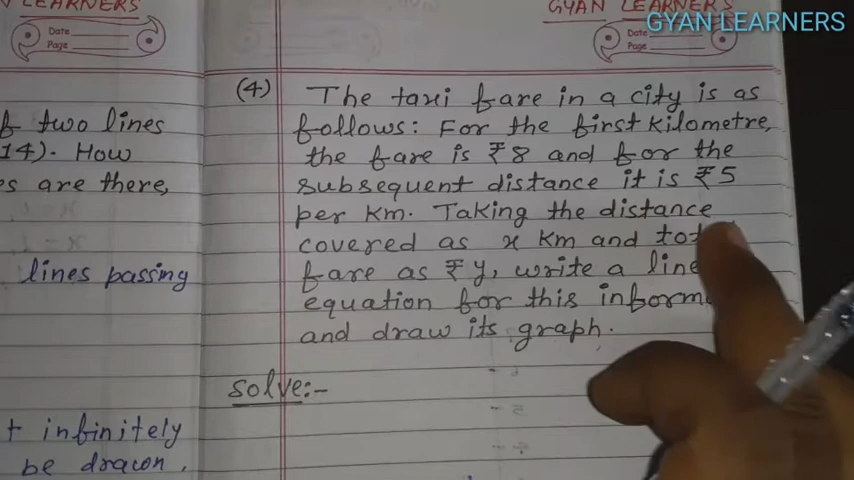 LEARNERS
Date
Page
f two lines
14). How
es are there,
lines passing
t infinitely
be drawn.
GYAN LEARNERS
GYAN LEARNERS
Date
Page
(4) The taxi fare in a city is as
follows: For the first kilometre,
the fare is ₹8 and for the
subsequent distance it is ₹5
per km. Taking the distance
covered as x km and tot
fare as ₹y, write a line
equation for this inform
and draw its graph.
Solve:-